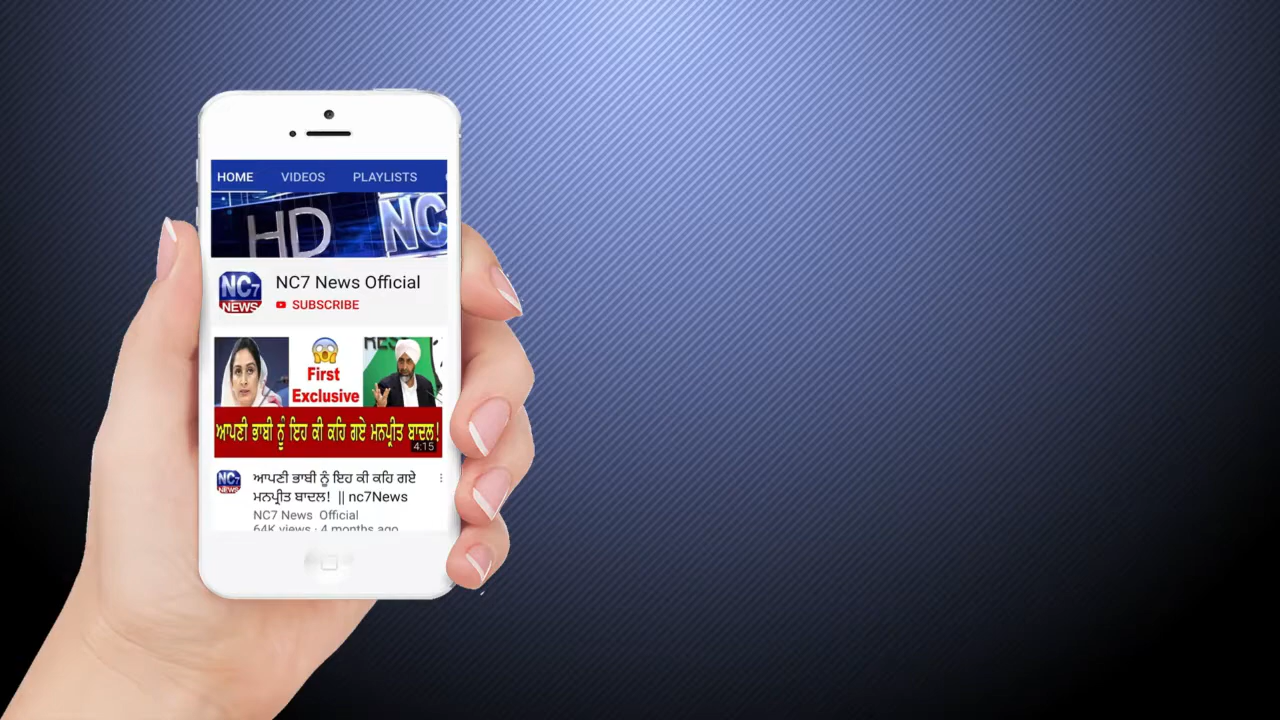 HOME VIDEOS PLAYLISTS
HD NC
NC7
NEWS
NC7 News Official
SUBSCRIBE
First
Exclusive
ਆਪਣੀ ਭਾਬੀ ਨੂੰ ਇਹ ਕੀ ਕਹਿ ਗਏ ਮਨਪ੍ਰੀਤ ਬਾਦਲ!
4:15
NC7
NEWS
ਆਪਣੀ ਭਾਬੀ ਨੂੰ ਇਹ ਕੀ ਕਹਿ ਗਏ
ਮਨਪ੍ਰੀਤ ਬਾਦਲ! || nc7News
NC7 News Official
64K views · 4 months ago